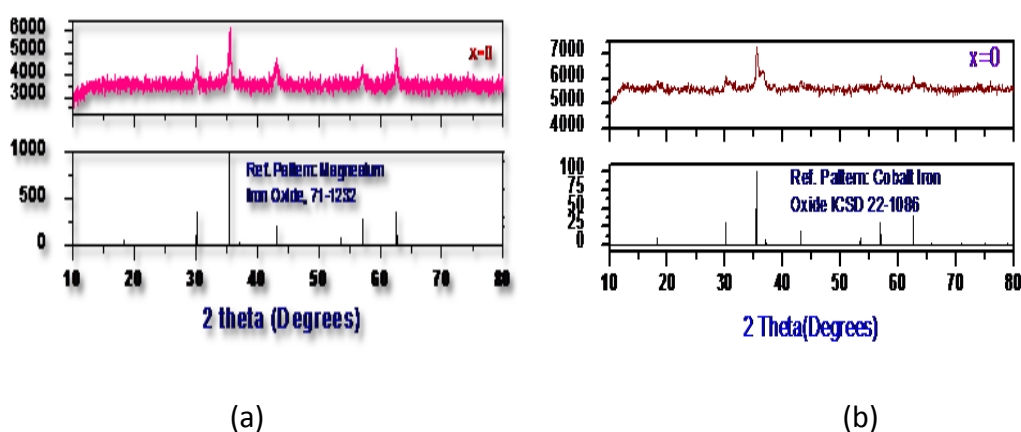 6000
5000
4000
3000
x=0
1000
500
0
Ref. Pattern: Magnesium
Iron Oxide, 71-1232
10 20 30 40 50 60 70 80
2 theta (Degrees)
(a)
(b)
7000
6000
5000
4000
x=0
100
75
50
25
0
Ref. Pattern: Cobalt Iron
Oxide ICSD 22-1086
10 20 30 40 50 60 70 80
2 Theta(Degrees)
(b)